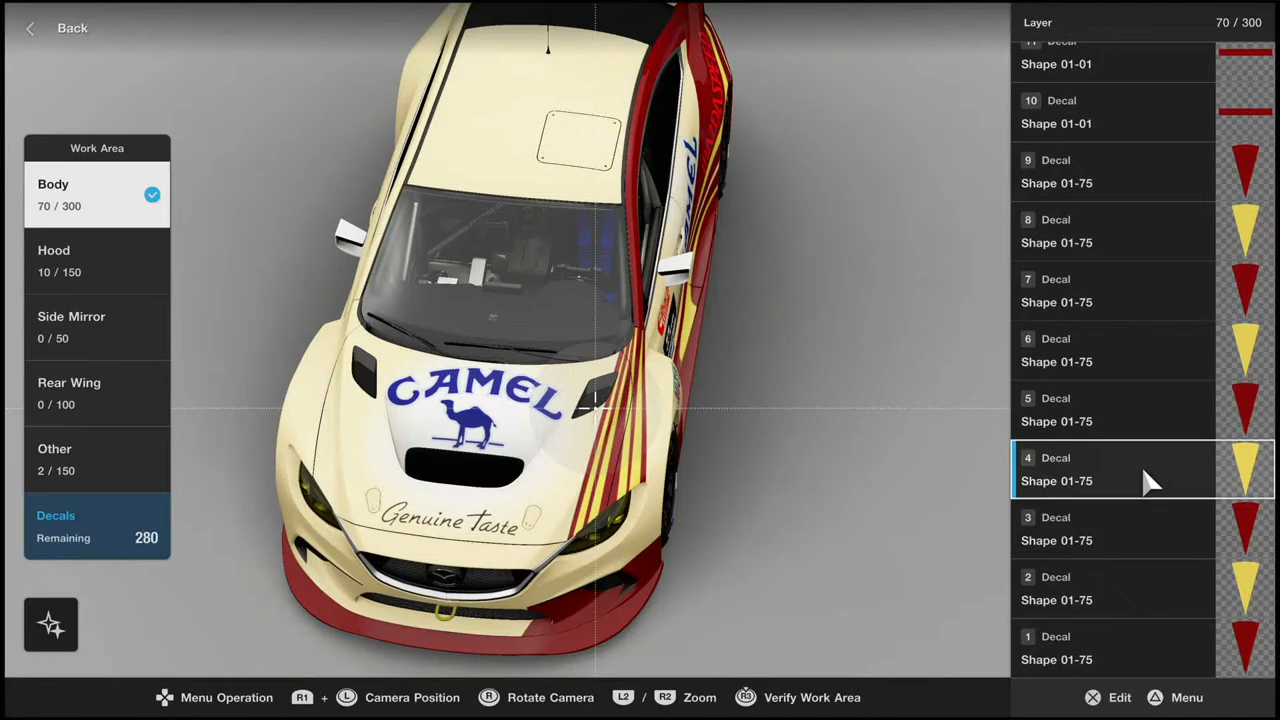 Back
Layer 70 / 300
Work Area
Body
70 / 300
Hood
10 / 150
Side Mirror
0 / 50
Rear Wing
0 / 100
Other
2 / 150
Decals
Remaining 280
11 Decal
Shape 01-01
10 Decal
Shape 01-01
9 Decal
Shape 01-75
8 Decal
Shape 01-75
7 Decal
Shape 01-75
6 Decal
Shape 01-75
5 Decal
Shape 01-75
4 Decal
Shape 01-75
3 Decal
Shape 01-75
2 Decal
Shape 01-75
1 Decal
Shape 01-75
MAZDASPEED
CAMEL
CAMEL
Genuine Taste
Menu Operation R1 + L Camera Position R Rotate Camera L2 / R2 Zoom R3 Verify Work Area
Edit Menu